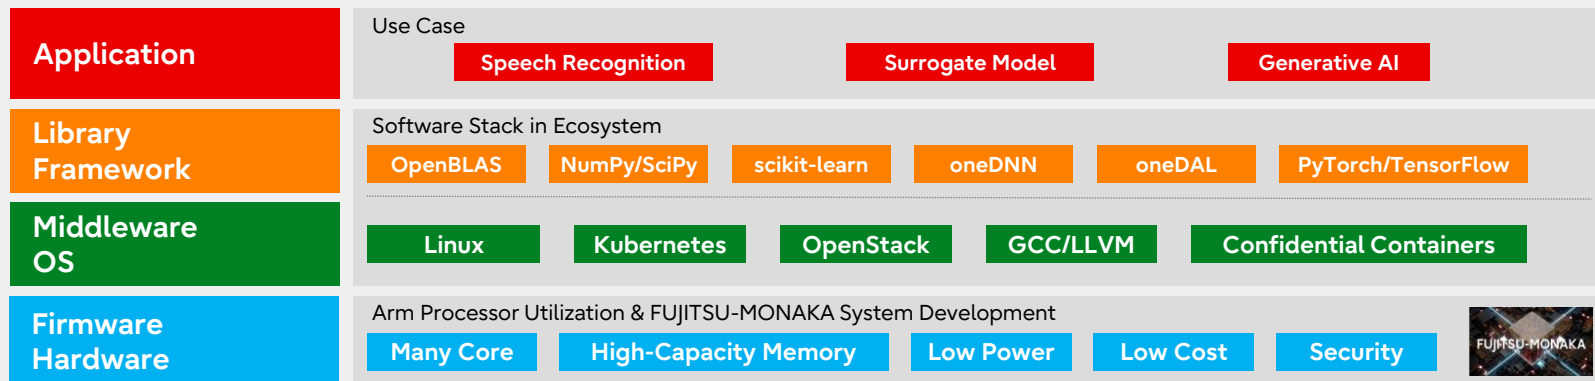 Application
Use Case
Speech Recognition
Surrogate Model
Generative AI
Library
Framework
Software Stack in Ecosystem
OpenBLAS
NumPy/SciPy
scikit-learn
oneDNN
oneDAL
PyTorch/TensorFlow
Middleware
OS
Linux
Kubernetes
OpenStack
GCC/LLVM
Confidential Containers
Firmware
Hardware
Arm Processor Utilization & FUJITSU-MONAKA System Development
Many Core
High-Capacity Memory
Low Power
Low Cost
Security
FUJITSU-MONAKA